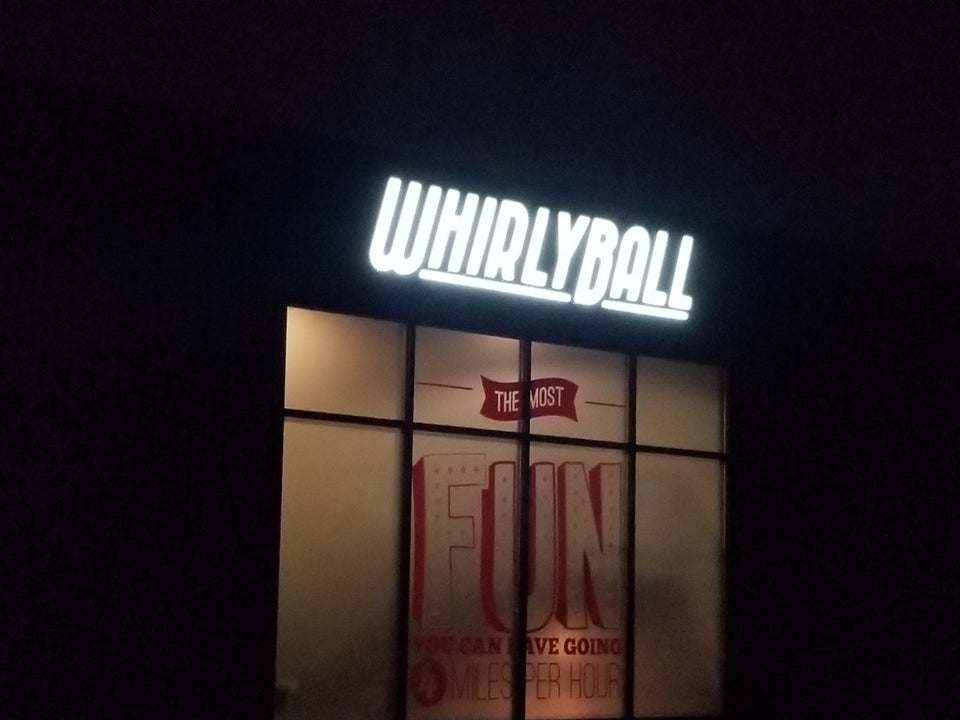 WHIRLYBALL
THE MOST
FUN
YOU CAN HAVE GOING
MILES PER HOUR